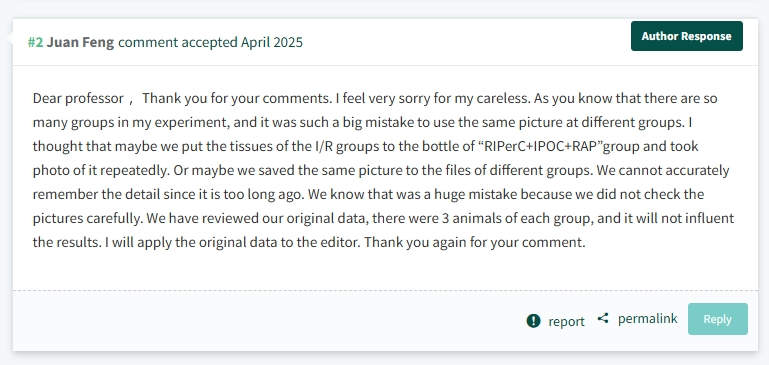 #2 Juan Feng comment accepted April 2025
Author Response
Dear professor ， Thank you for your comments. I feel very sorry for my careless. As you know that there are so
many groups in my experiment, and it was such a big mistake to use the same picture at different groups. I
thought that maybe we put the tissues of the I/R groups to the bottle of “RIPerC+IPOC+RAP”group and took
photo of it repeatedly. Or maybe we saved the same picture to the files of different groups. We cannot accurately
remember the detail since it is too long ago. We know that was a huge mistake because we did not check the
pictures carefully. We have reviewed our original data, there were 3 animals of each group, and it will not influent
the results. I will apply the original data to the editor. Thank you again for your comment.
report
permalink
Reply